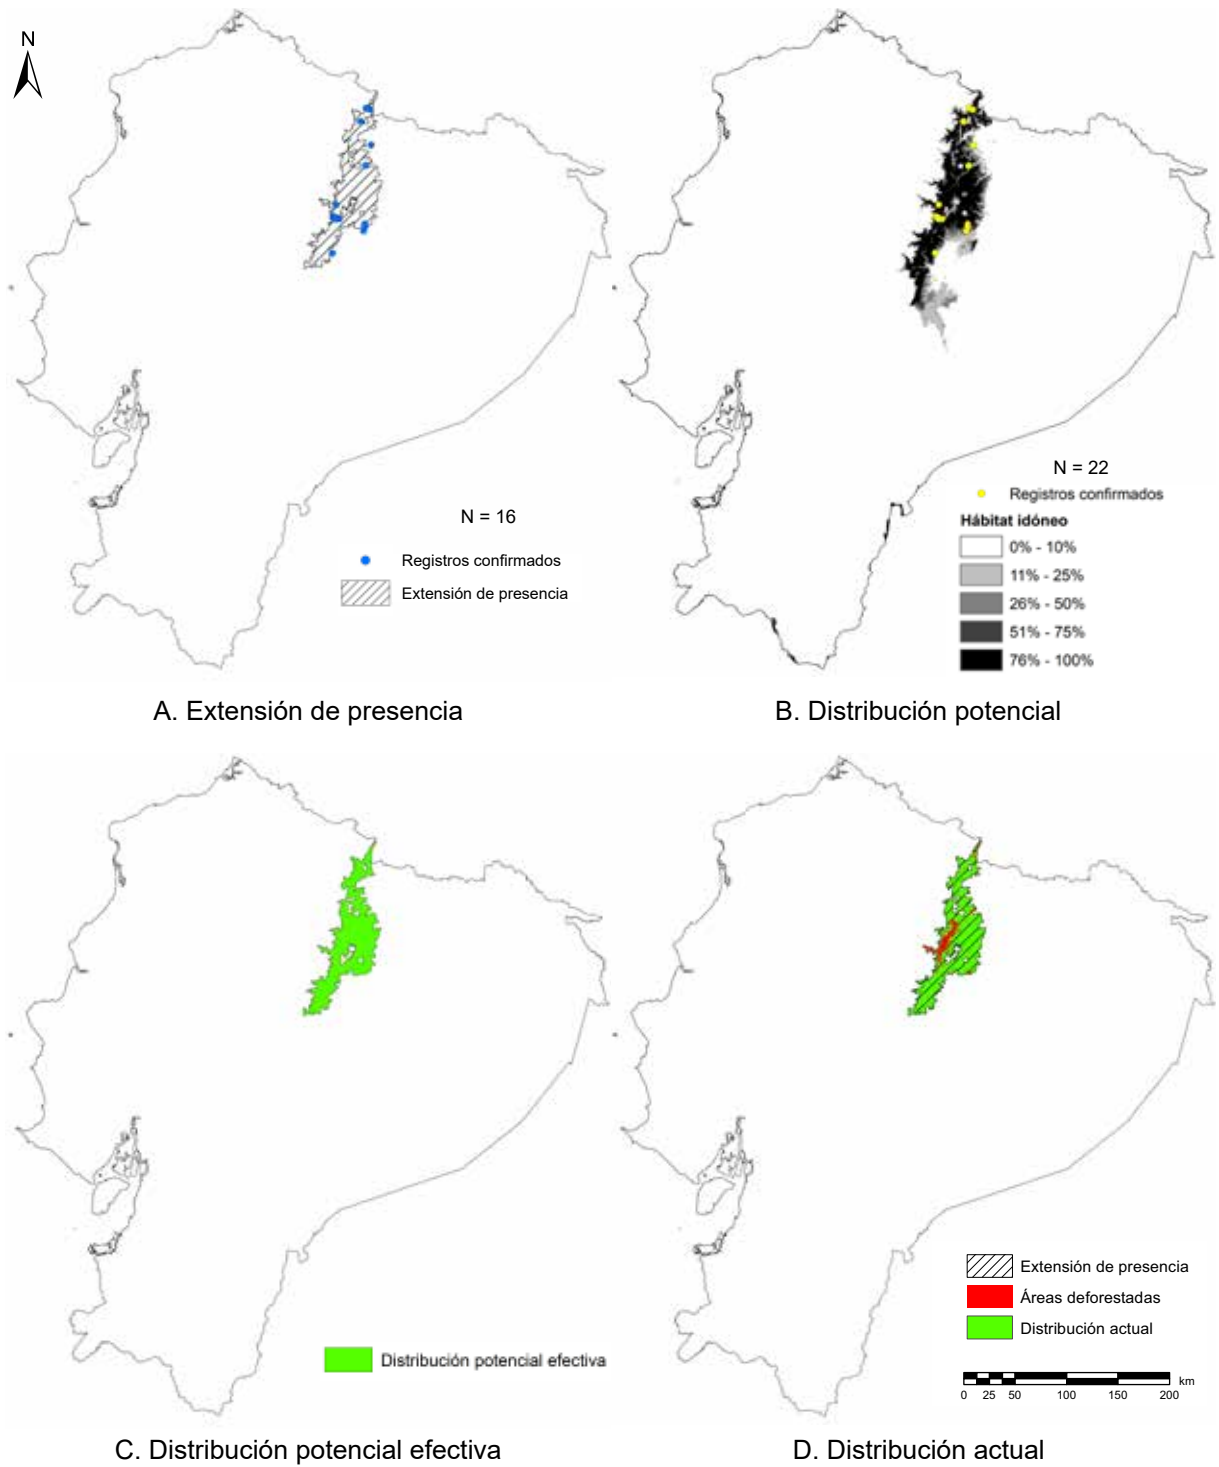 N
N = 16
Registros confirmados
Extensión de presencia
A. Extensión de presencia
N = 22
Registros confirmados
Hábitat idóneo
0% - 10%
11% - 25%
26% - 50%
51% - 75%
76% - 100%
B. Distribución potencial
Distribución potencial efectiva
C. Distribución potencial efectiva
Extensión de presencia
Áreas deforestadas
Distribución actual
km
0 25 50 100 150 200
D. Distribución actual